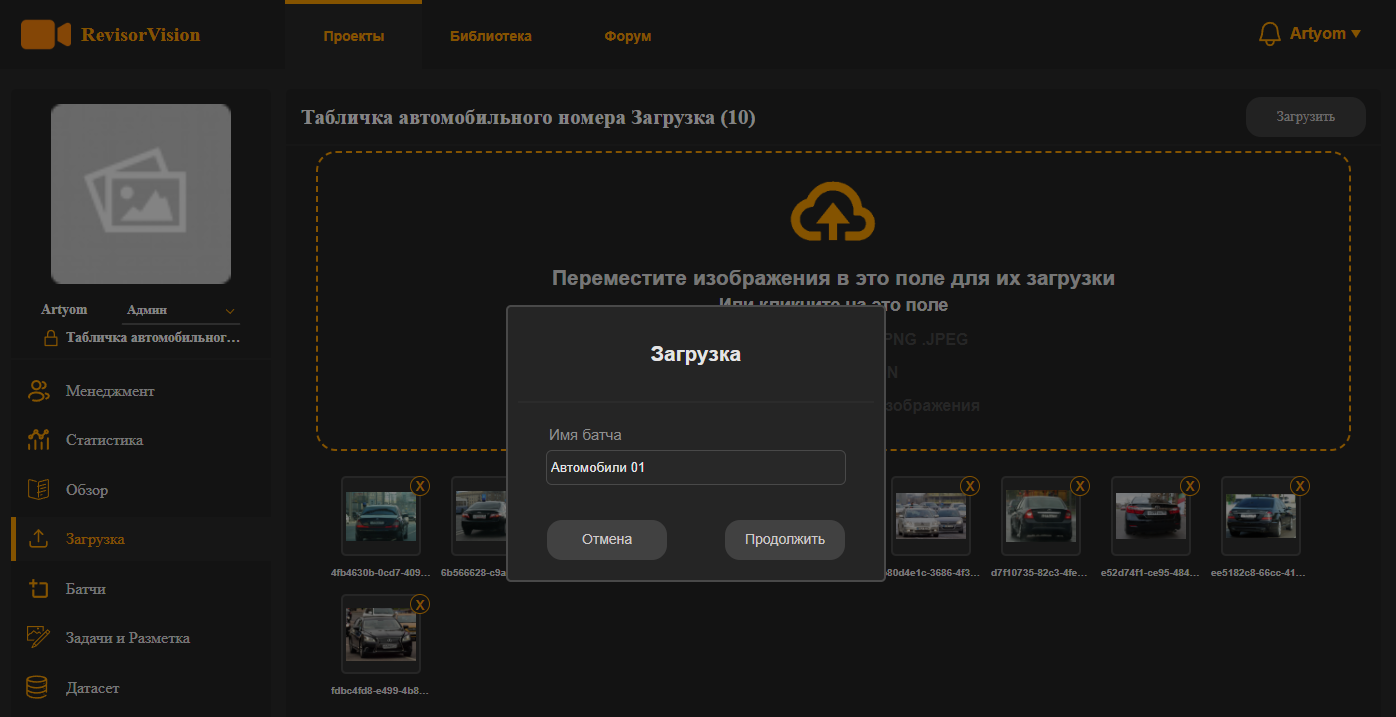 RevisorVision
Проекты
Библиотека
Форум
Artyom
Табличка автомобильного номера Загрузка (10)
Загрузить
Переместите изображения в это поле для их загрузки
Или кликните на это поле
PNG .JPEG
Artyom
Админ
Табличка автомобильног...
Менеджмент
Статистика
Обзор
Загрузка
Батчи
Задачи и Разметка
Датасет
Загрузка
Имя батча
Автомобили 01
Отмена
Продолжить
X
X
X
X
X
4fb4630b-0cd7-409...
6b566628-c9a
80d4e1c-3686-4f3...
d7f10735-82c3-4fe...
e52d74f1-ce95-484...
ee5182c8-66cc-41...
X
fdbc4fd8-e499-4b8...